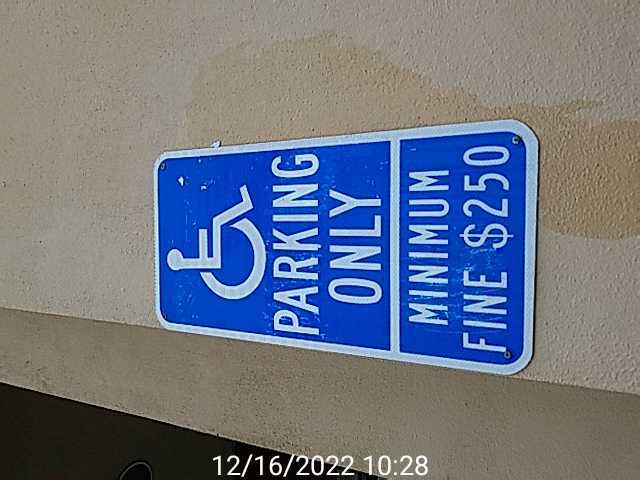 PARKING
ONLY
MINIMUM
FINE $250
12/16/2022 10:28